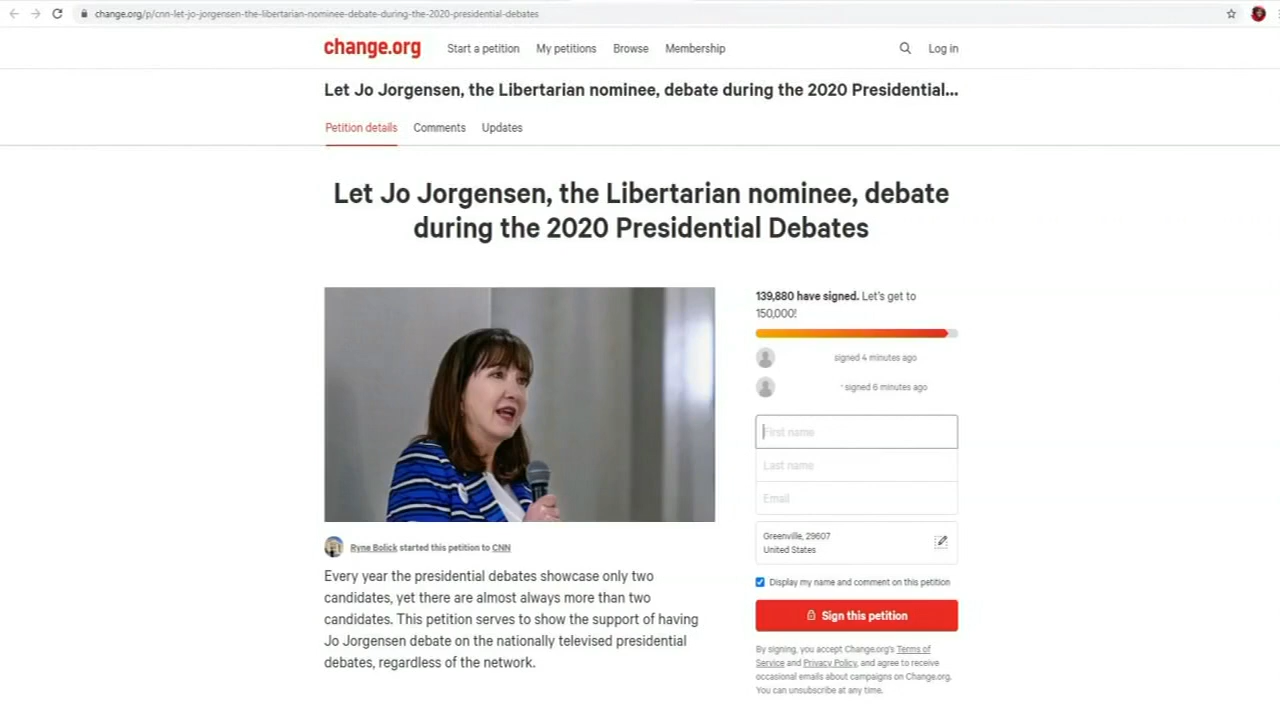 change.org/p/cnn-let-jo-jorgensen-the-libertarian-nominee-debate-during-the-2020-presidential-debates
change.org
Start a petition
My petitions
Browse
Membership
Log in
Let Jo Jorgensen, the Libertarian nominee, debate during the 2020 Presidential...
Petition details
Comments
Updates
Let Jo Jorgensen, the Libertarian nominee, debate
during the 2020 Presidential Debates
139,880 have signed. Let's get to
150,000!
signed 4 minutes ago
signed 6 minutes ago
First name
Last name
Email
Greenville, 29607
United States
Display my name and comment on this petition
Sign this petition
By signing, you accept Change.org's Terms of
Service and Privacy Policy, and agree to receive
occasional emails about campaigns on Change.org.
You can unsubscribe at any time.
Ryne Bolick started this petition to CNN
Every year the presidential debates showcase only two
candidates, yet there are almost always more than two
candidates. This petition serves to show the support of having
Jo Jorgensen debate on the nationally televised presidential
debates, regardless of the network.